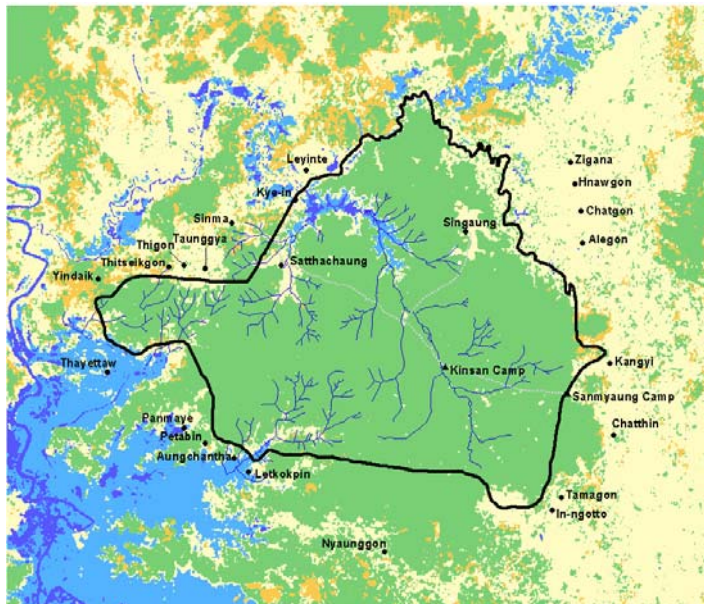 Zigana
Leyinte
Hnawgon
Kye-in
Chatgon
Sinma
Singaung
Alegon
Thigon
Taunggya
Thitseikgon
Satthachaung
Yindaik
Kangyi
Thayettaw
Kinsan Camp
Sanmyaung Camp
Panmaye
Chatthin
Petabin
Aungchantha
Letkokpin
Tamagon
In-ngotto
Nyaunggon